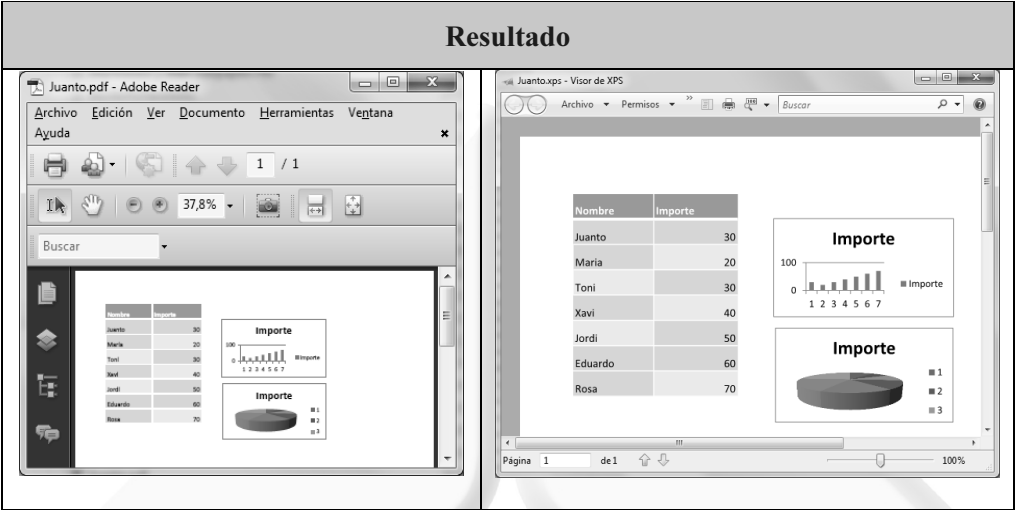 Resultado
Juanto.pdf - Adobe Reader
Archivo Edición Ver Documento Herramientas Ventana
Ayuda
1 / 1
37,8%
Buscar
Nombre Importe
Juanto 30
Maria 20
Toni 30
Xavi 40
Jordi 50
Eduardo 60
Rosa 70
Importe
100
0
1 2 3 4 5 6 7
Importe
Importe
1
2
3
Juanto.xps - Visor de XPS
Archivo Permisos » Buscar
Nombre Importe
Juanto 30
Maria 20
Toni 30
Xavi 40
Jordi 50
Eduardo 60
Rosa 70
Importe
100
0
1 2 3 4 5 6 7
Importe
Importe
1
2
3
Página 1 de 1 100%